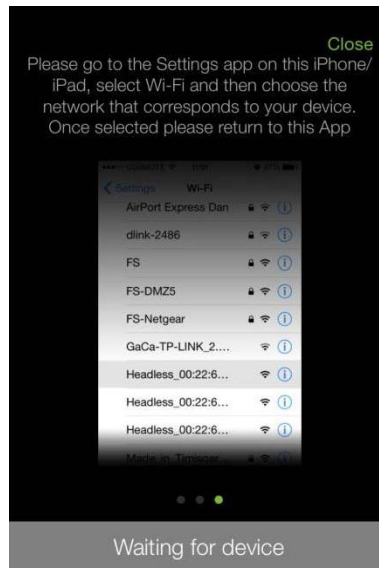 Close
Please go to the Settings app on this iPhone/
iPad, select Wi-Fi and then choose the
network that corresponds to your device.
Once selected please return to this App
Settings Wi-Fi
AirPort Express Dan
dlink-2486
FS
FS-DMZ5
FS-Netgear
GaCa-TP-LINK_2....
Headless_00:22:6...
Headless_00:22:6...
Headless_00:22:6...
Waiting for device